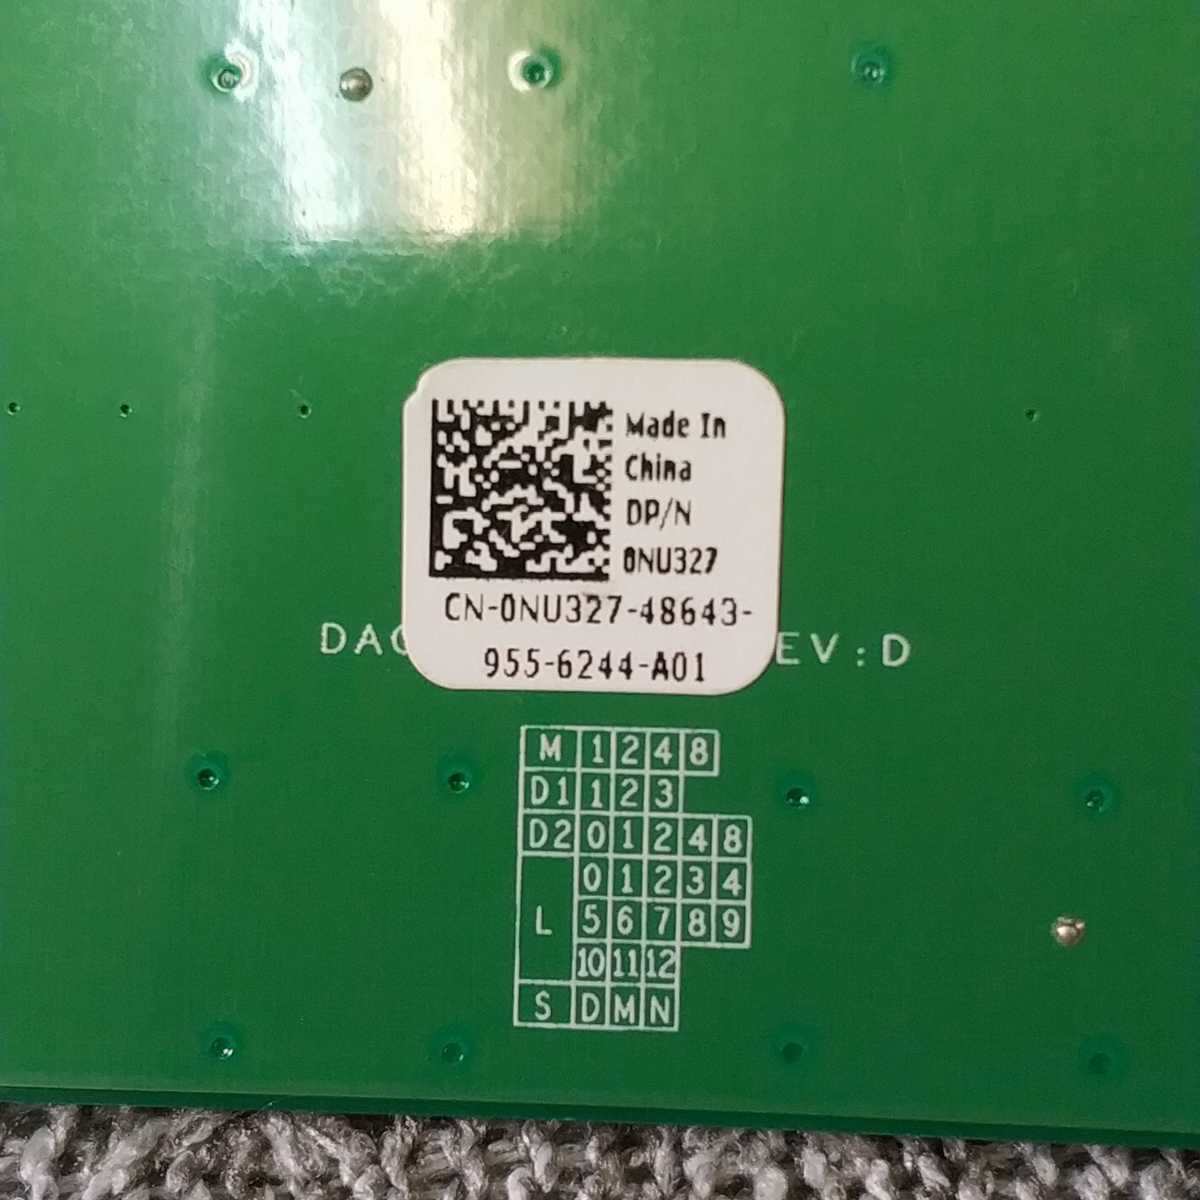 Made In
China
DP/N
0NU327
CN-0NU327-48643-
955-6244-A01
EV:D
M 1 2 4 8
D1 1 2 3
D2 0 1 2 4 8
0 1 2 3 4
L 5 6 7 8 9
10 11 12
S D M N